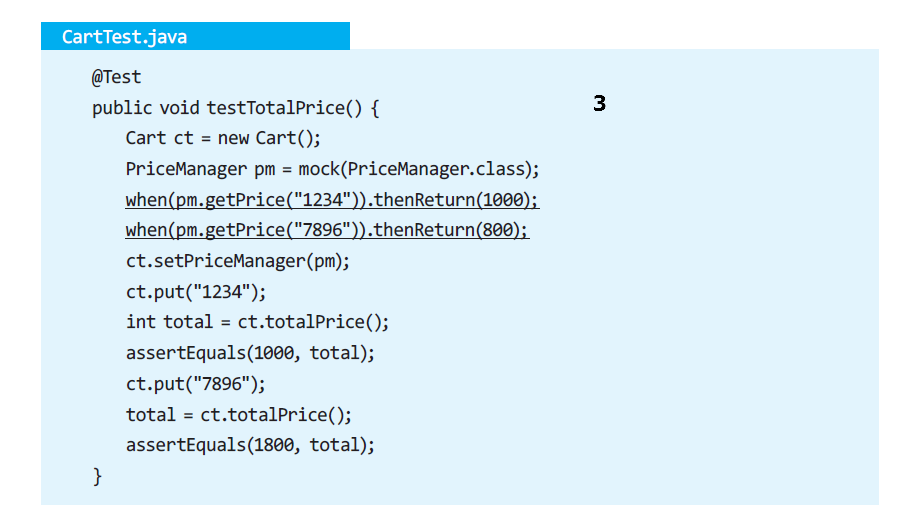 CartTest.java
@Test
public void testTotalPrice() {
3
Cart ct = new Cart();
PriceManager pm = mock(PriceManager.class);
when(pm.getPrice("1234")).thenReturn(1000);
when(pm.getPrice("7896")).thenReturn(800);
ct.setPriceManager(pm);
ct.put("1234");
int total = ct.totalPrice();
assertEquals(1000, total);
ct.put("7896");
total = ct.totalPrice();
assertEquals(1800, total);
}